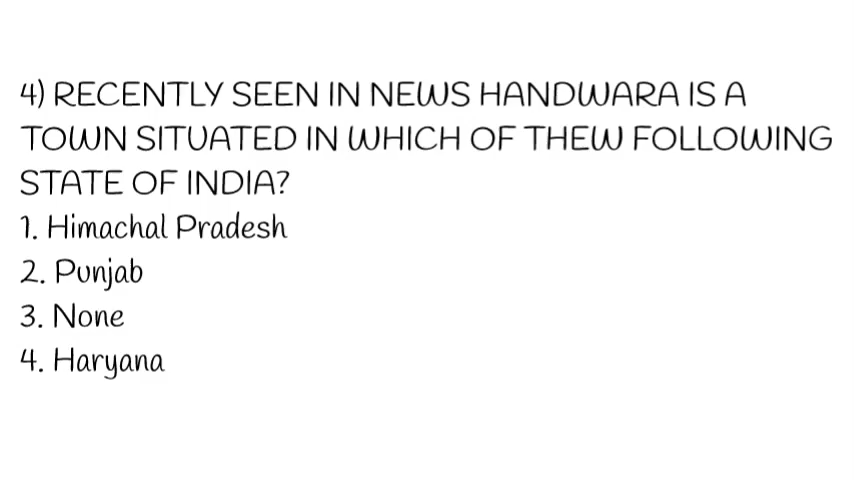 4) RECENTLY SEEN IN NEWS HANDWARA IS A
TOWN SITUATED IN WHICH OF THEW FOLLOWING
STATE OF INDIA?
1. Himachal Pradesh
2. Punjab
3. None
4. Haryana